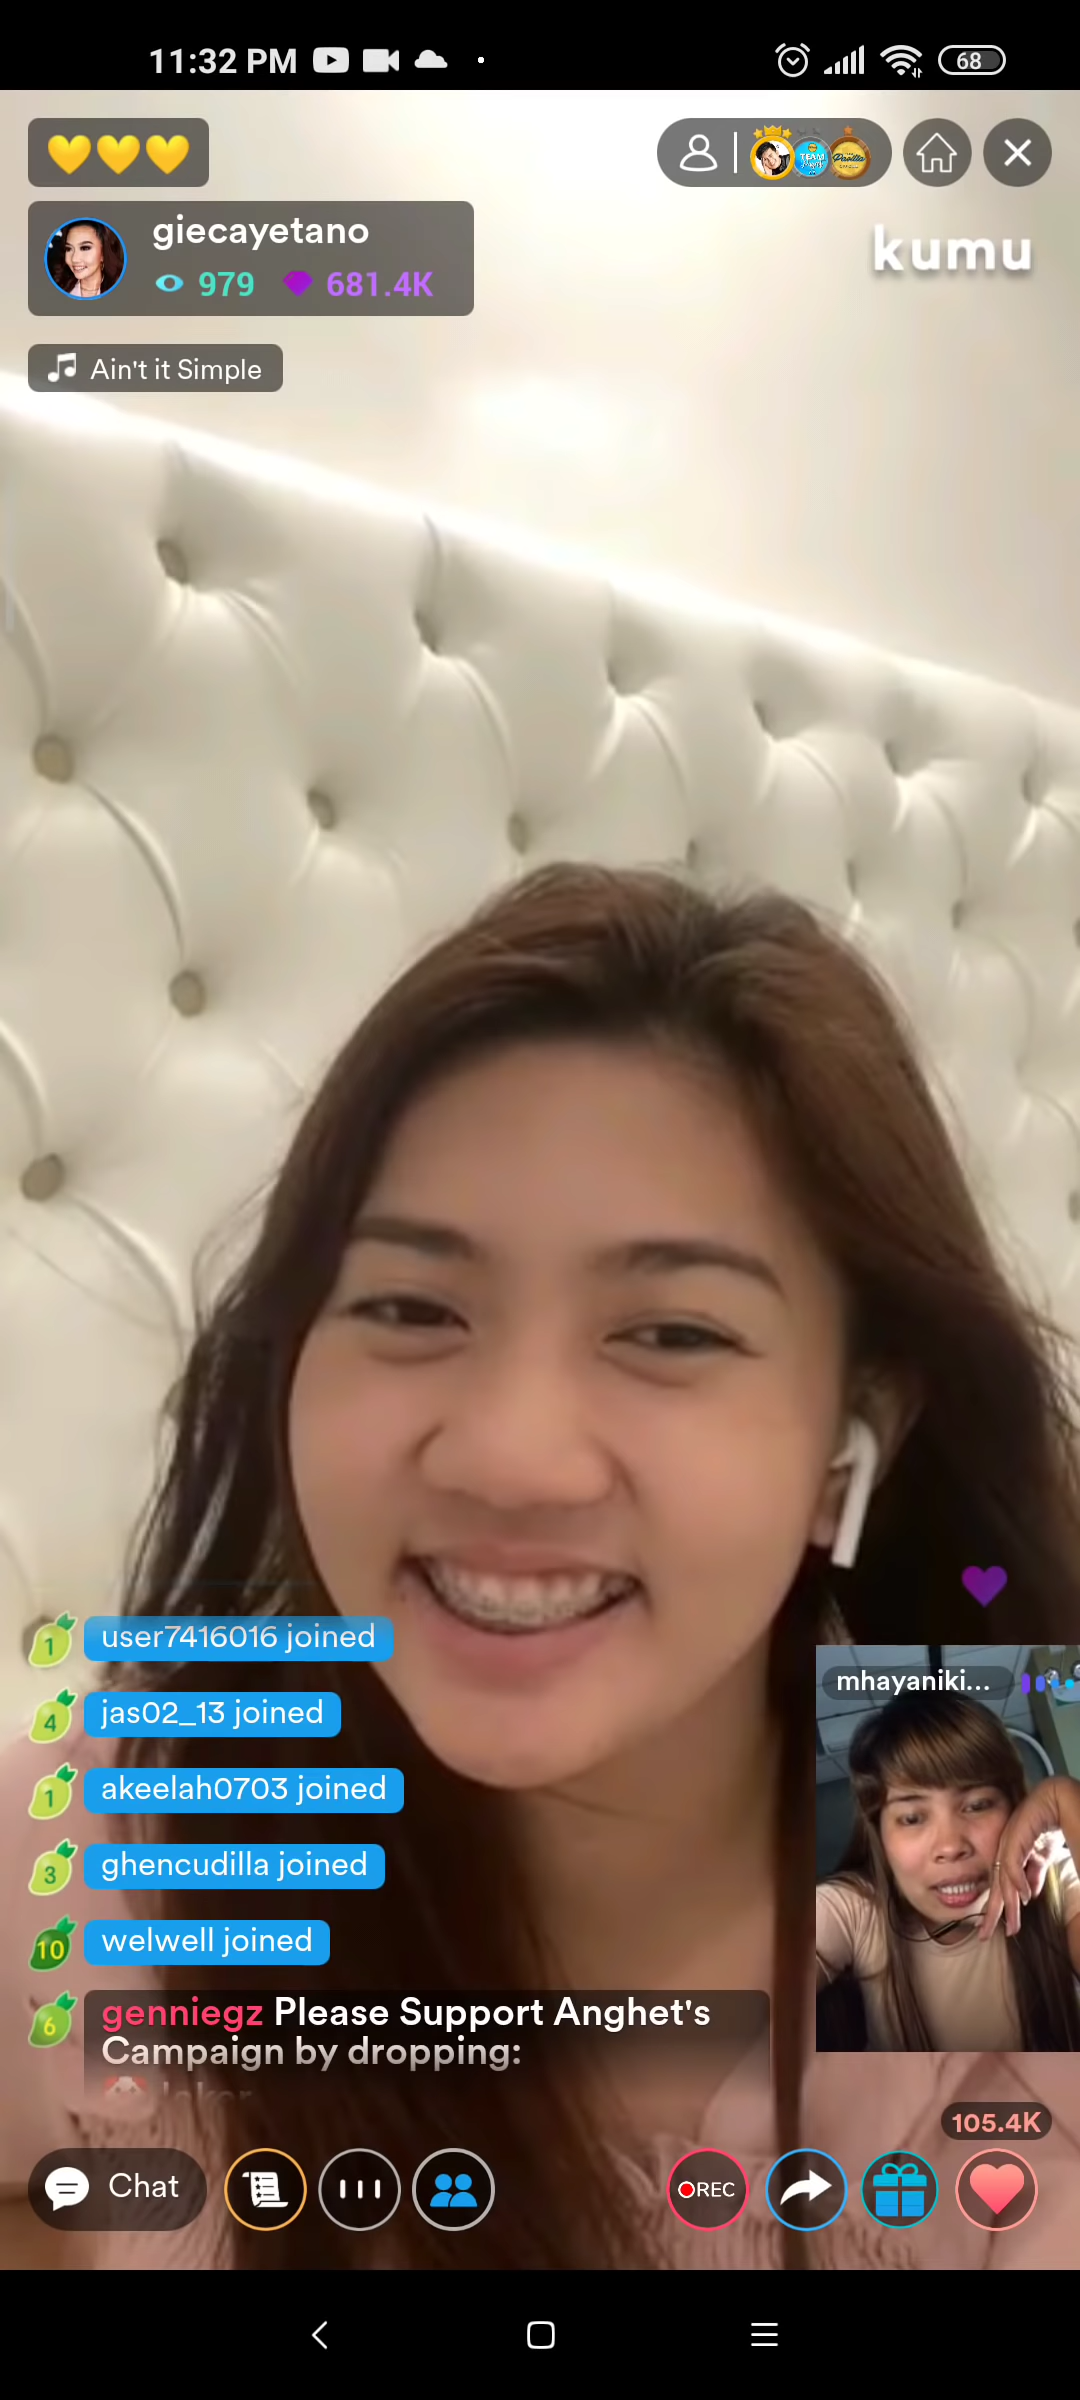 11:32 PM
68
TEAM
giecayetano
979 681.4K
kumu
Ain't it Simple
user7416016 joined
1
jas02_13 joined
4
akeelah0703 joined
1
ghencudilla joined
3
welwell joined
10
genniegz Please Support Anghet's
6
Campaign by dropping:
Joker
mhayaniki...
105.4K
Chat
REC